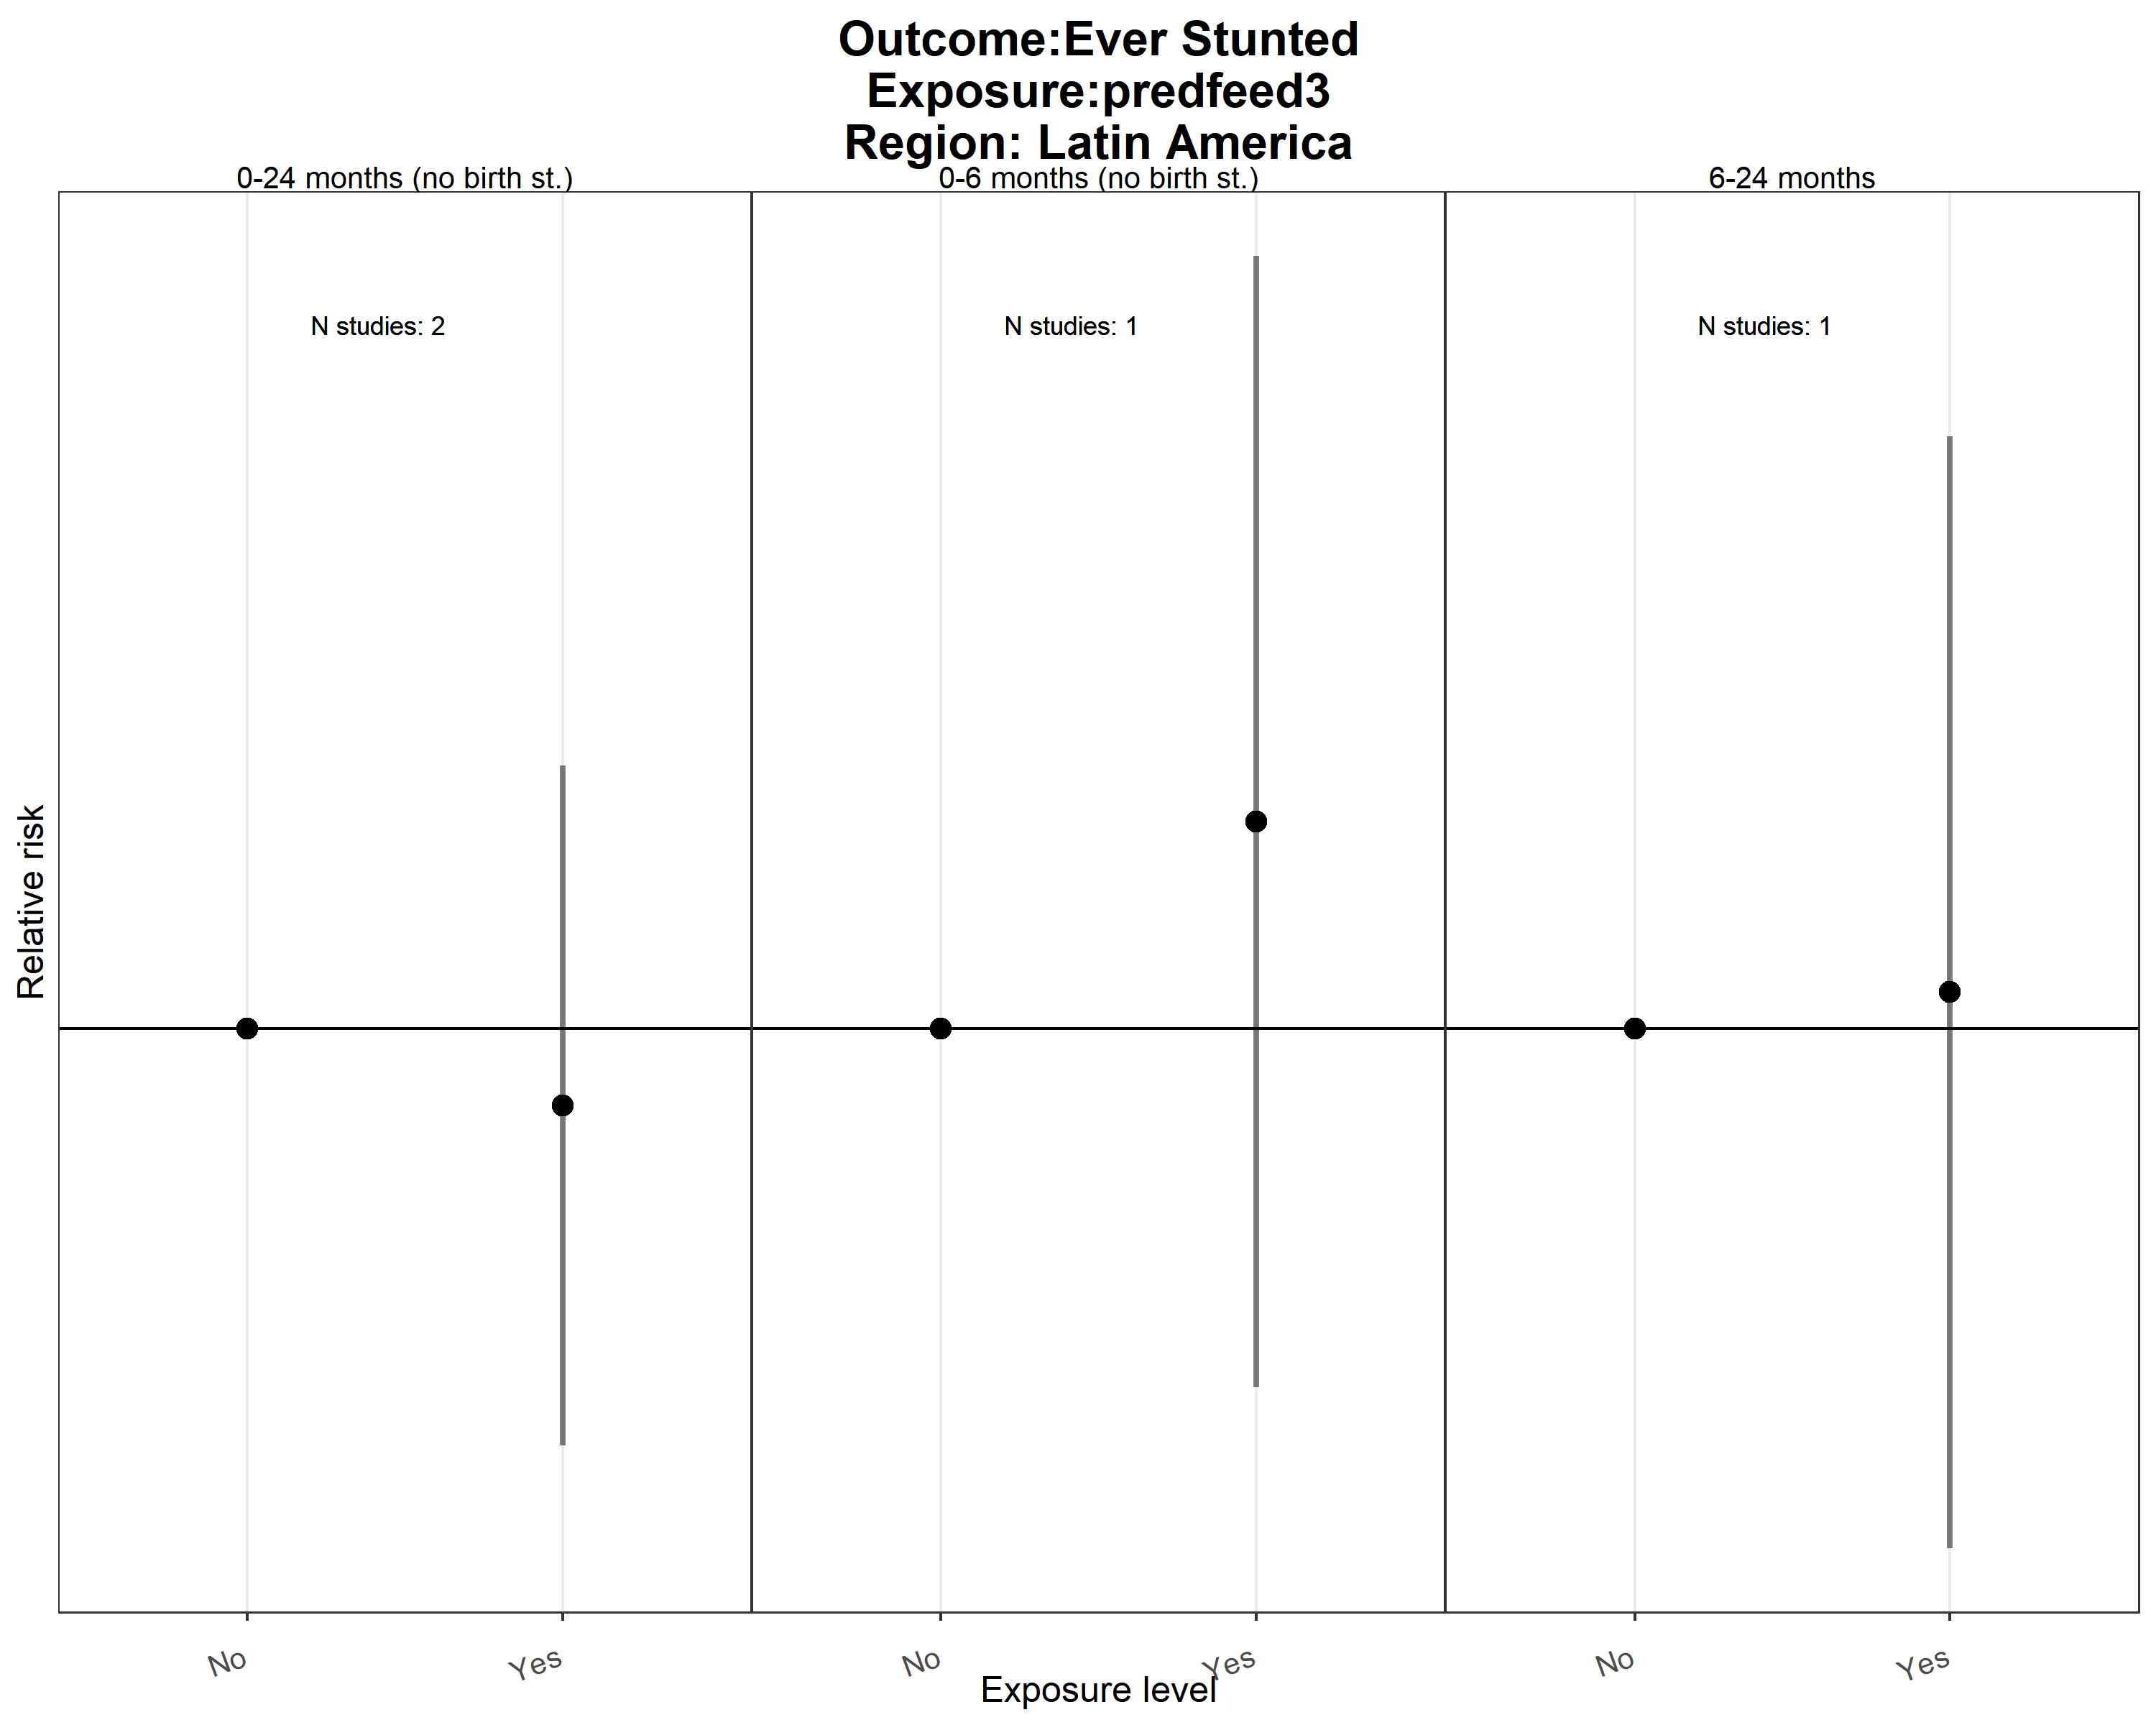 Outcome:Ever Stunted
Exposure:predfeed3
Region: Latin America
0-24 months (no birth st.)
0-6 months (no birth st.)
6-24 months
N studies: 2
N studies: 1
N studies: 1
Relative risk
No
Yes
No
Yes
No
Yes
Exposure level